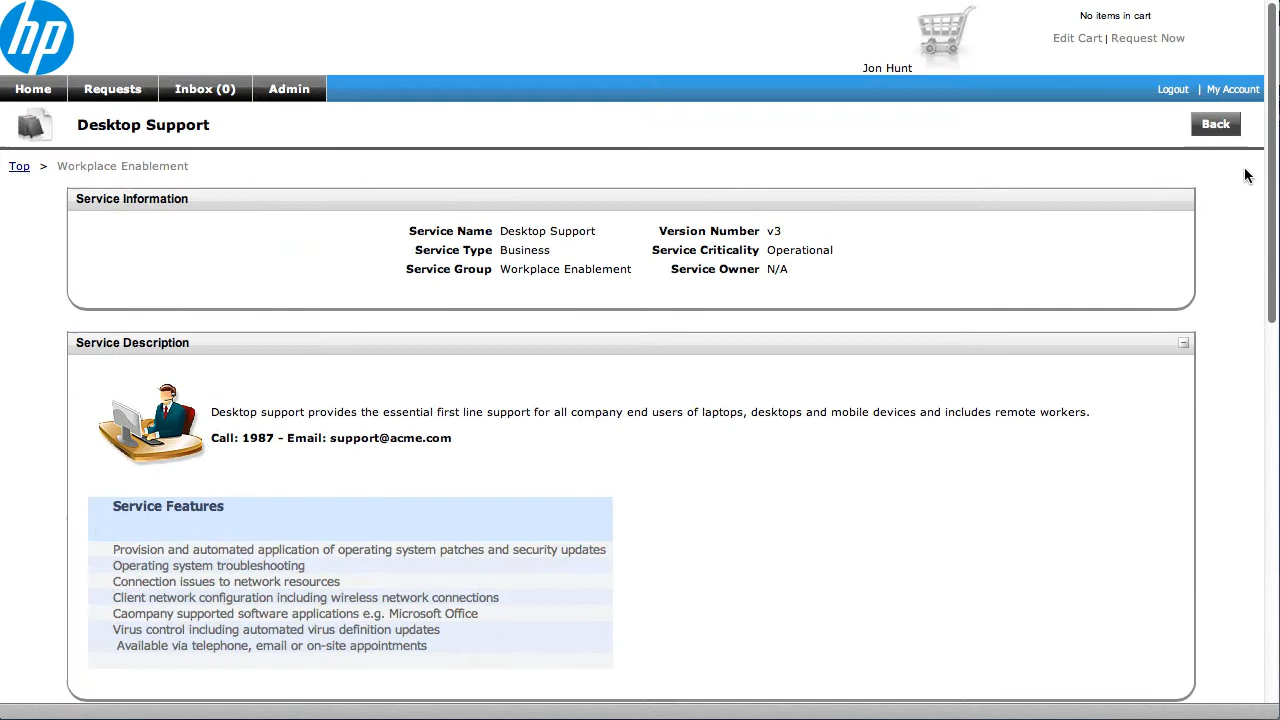 hp
No items in cart
Edit Cart | Request Now
Jon Hunt
Home Requests Inbox (0) Admin Logout | My Account
Desktop Support Back
Top > Workplace Enablement
Service Information
Service Name Desktop Support Version Number v3
Service Type Business Service Criticality Operational
Service Group Workplace Enablement Service Owner N/A
Service Description
Desktop support provides the essential first line support for all company end users of laptops, desktops and mobile devices and includes remote workers.
Call: 1987 - Email: support@acme.com
Service Features
Provision and automated application of operating system patches and security updates
Operating system troubleshooting
Connection issues to network resources
Client network configuration including wireless network connections
Caompany supported software applications e.g. Microsoft Office
Virus control including automated virus definition updates
Available via telephone, email or on-site appointments